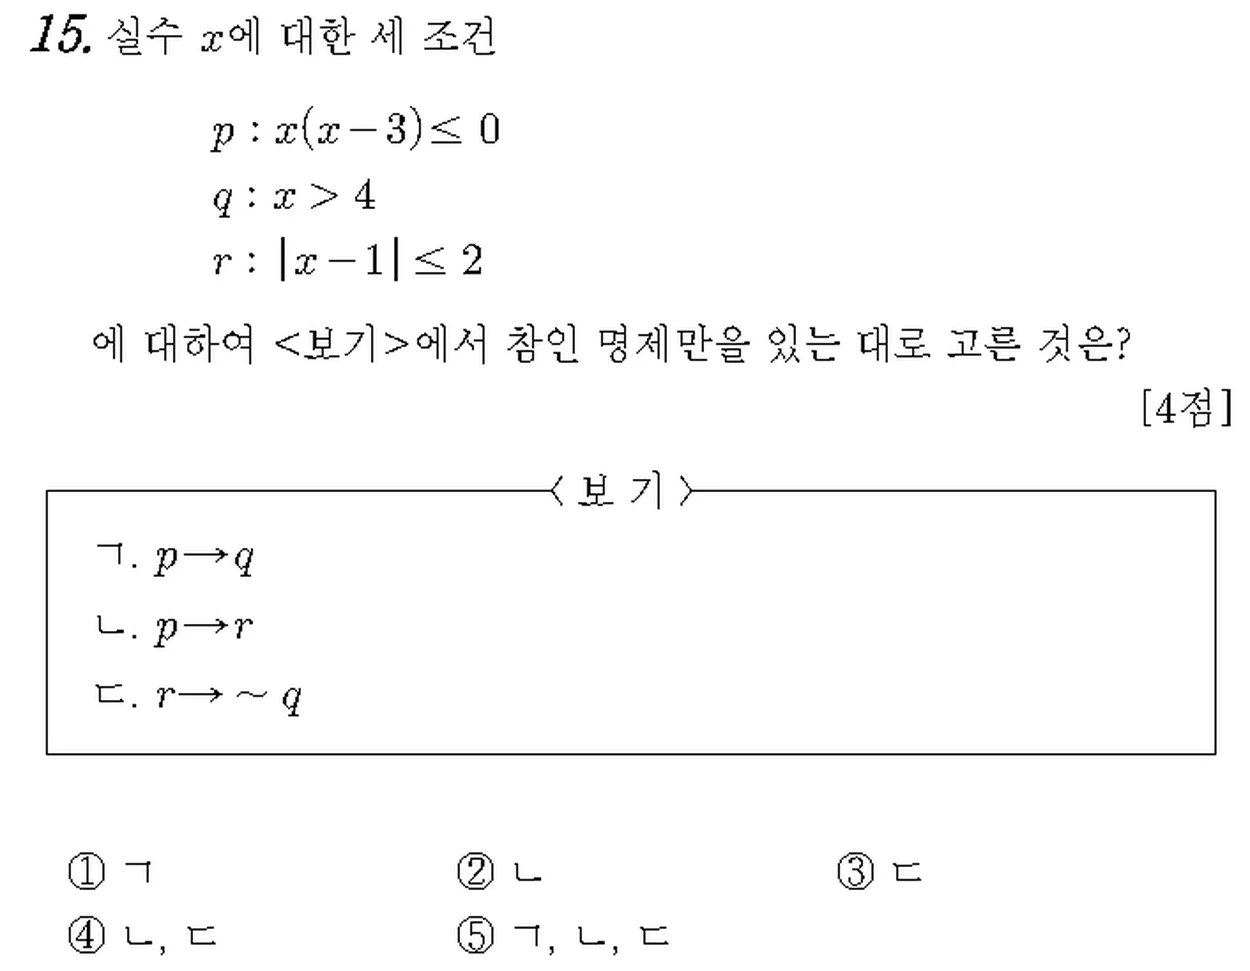 15. 실수 x에 대한 세 조건
p : x(x-3)≤ 0
q : x > 4
r : |x-1| ≤ 2
에 대하여 <보기>에서 참인 명제만을 있는 대로 고른 것은?
[4점]
< 보 기 >
ㄱ. p→q
ㄴ. p→r
ㄷ. r→ ~ q
① ㄱ ② ㄴ ③ ㄷ
④ ㄴ, ㄷ ⑤ ㄱ, ㄴ, ㄷ